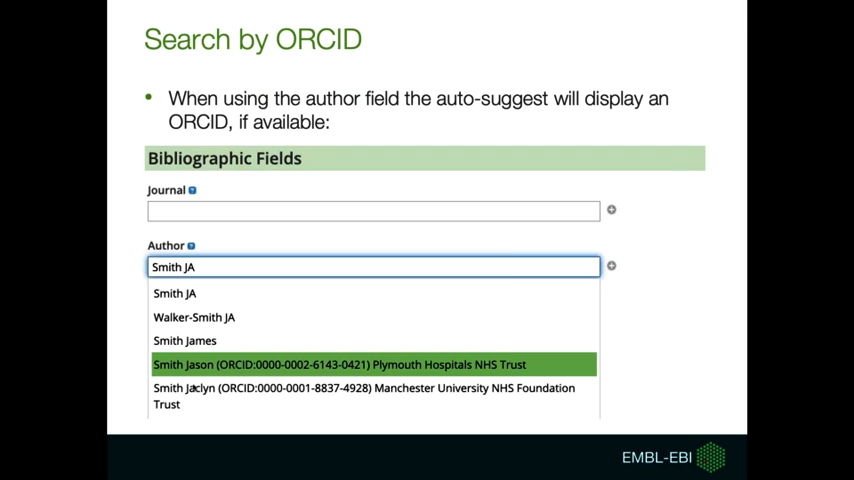 Search by ORCID
• When using the author field the auto-suggest will display an
ORCID, if available:
Bibliographic Fields
Journal ?
Author ?
Smith JA
Smith JA
Walker-Smith JA
Smith James
Smith Jason (ORCID:0000-0002-6143-0421) Plymouth Hospitals NHS Trust
Smith Jaclyn (ORCID:0000-0001-8837-4928) Manchester University NHS Foundation
Trust
EMBL-EBI